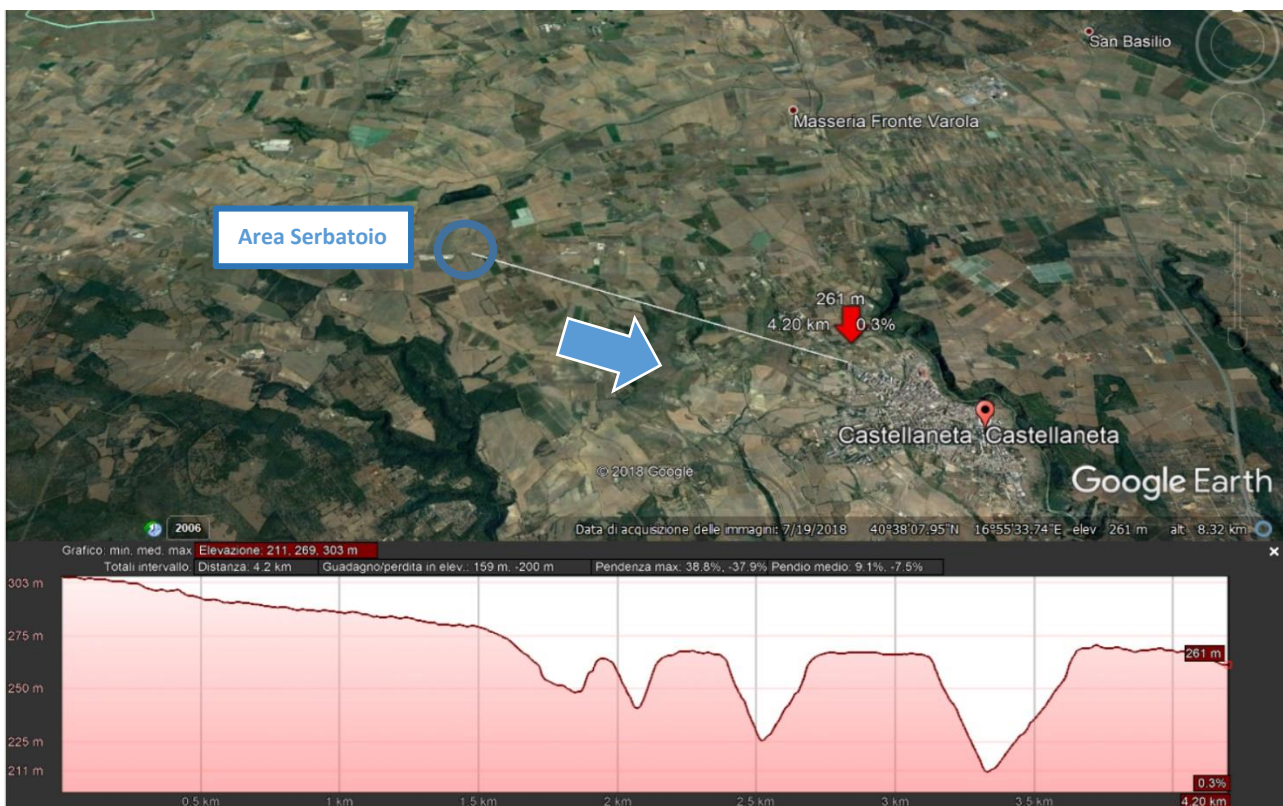 San Basilio
Masseria Fronte Varola
Area Serbatoio
261 m
4.20 km 0.3%
Castellaneta Castellaneta
© 2018 Google
Google Earth
2006
Data di acquisizione delle immagini: 7/19/2018 40°38'07.95"N 16°55'33.74"E elev 261 m alt 8.32 km
Grafico: min. med. max Elevazione: 211, 269, 303 m
Totali intervallo: Distanza: 4.2 km Guadagno/perdita in elev.: 159 m, -200 m Pendenza max: 38.8%, -37.9% Pendio medio: 9.1%, -7.5%
303 m
275 m
261 m
250 m
225 m
211 m
0.3%
0.5 km 1 km 1.5 km 2 km 2.5 km 3 km 3.5 km 4.20 km